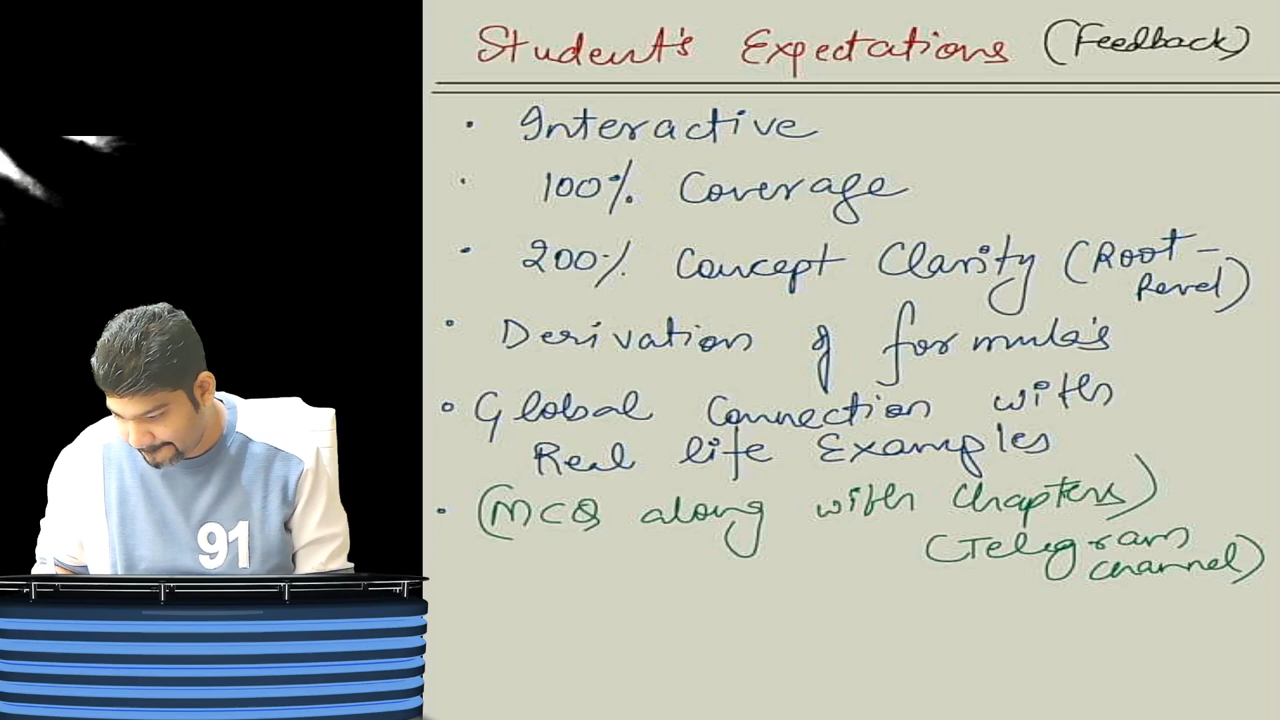 Student's Expectations (Feedback)
• Interactive
• 100% Coverage
• 200% Concept Clarity (Root-
Level)
• Derivation of formula's
• Global Connection with
Real life Examples
• (MCQ along with Chapters)
(Telegram
channel)
91